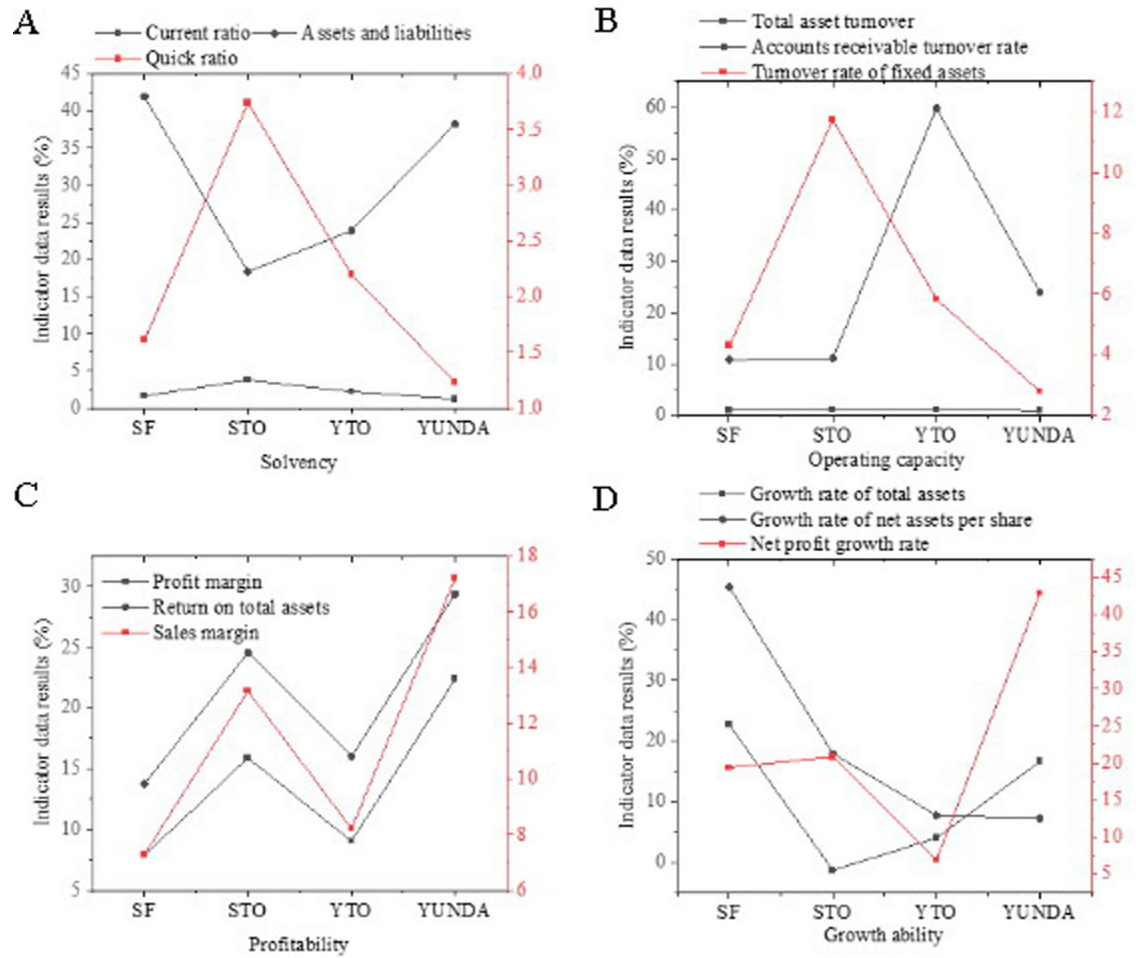 A
Current ratio Assets and liabilities
Quick ratio
45
40
35
30
25
20
15
10
5
0
Indicator data results (%)
4.0
3.5
3.0
2.5
2.0
1.5
1.0
SF STO YTO YUNDA
Solvency
B
Total asset turnover
Accounts receivable turnover rate
Turnover rate of fixed assets
60
50
40
30
20
10
0
Indicator data results (%)
12
10
8
6
4
2
SF STO YTO YUNDA
Operating capacity
C
Profit margin
Return on total assets
Sales margin
30
25
20
15
10
5
Indicator data results (%)
18
16
14
12
10
8
6
SF STO YTO YUNDA
Profitability
D
Growth rate of total assets
Growth rate of net assets per share
Net profit growth rate
50
40
30
20
10
0
Indicator data results (%)
45
40
35
30
25
20
15
10
5
SF STO YTO YUNDA
Growth ability